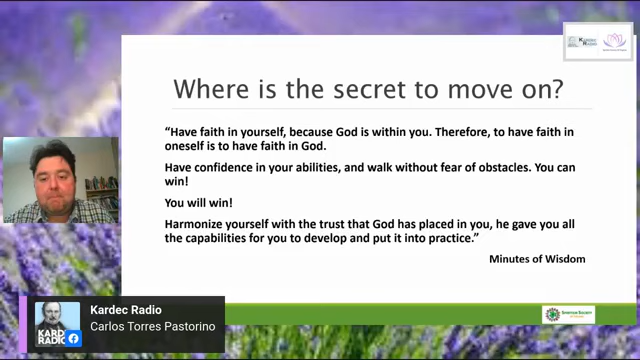 KARDEC
RADIO
Where is the secret to move on?
“Have faith in yourself, because God is within you. Therefore, to have faith in
oneself is to have faith in God.
Have confidence in your abilities, and walk without fear of obstacles. You can
win!
You will win!
Harmonize yourself with the trust that God has placed in you, he gave you all
the capabilities for you to develop and put it into practice.”
Minutes of Wisdom
Kardec Radio
Carlos Torres Pastorino
KARD
RADIO